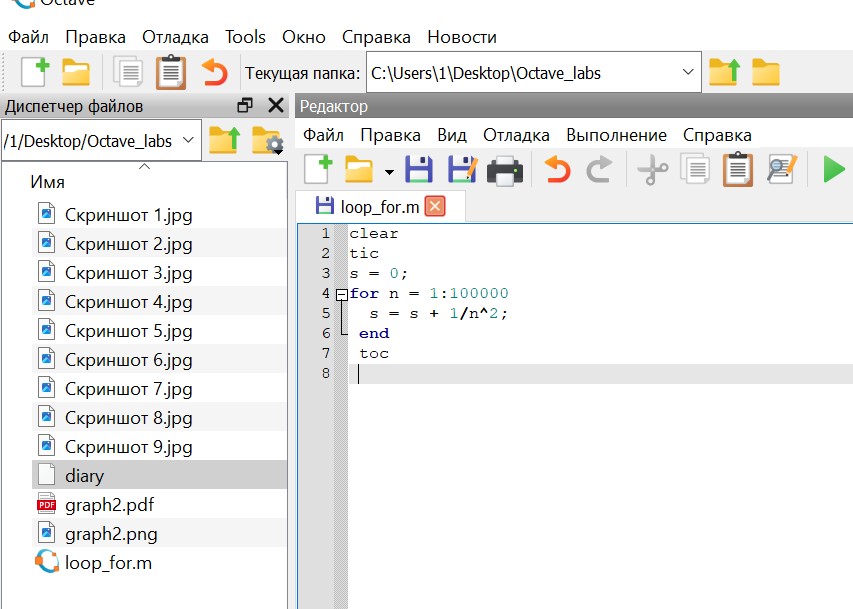 Octave
Файл Правка Отладка Tools Окно Справка Новости
Текущая папка: C:\Users\1\Desktop\Octave_labs
Диспетчер файлов
/1/Desktop/Octave_labs
Имя
Скриншот 1.jpg
Скриншот 2.jpg
Скриншот 3.jpg
Скриншот 4.jpg
Скриншот 5.jpg
Скриншот 6.jpg
Скриншот 7.jpg
Скриншот 8.jpg
Скриншот 9.jpg
diary
PDF graph2.pdf
graph2.png
loop_for.m
Редактор
Файл Правка Вид Отладка Выполнение Справка
loop_for.m
1 clear
2 tic
3 s = 0;
4 for n = 1:100000
5 s = s + 1/n^2;
6 end
7 toc
8